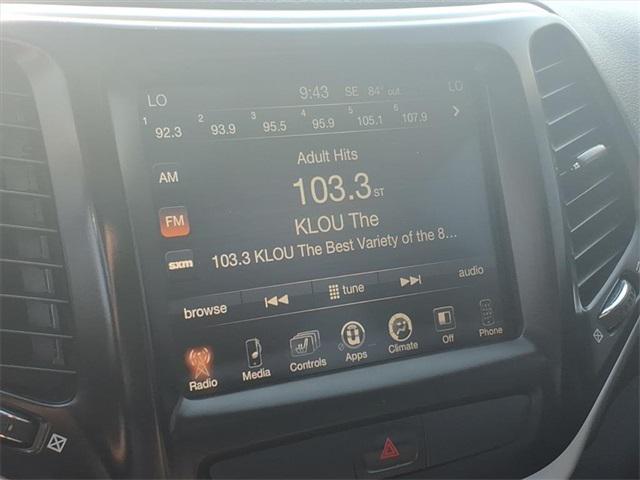 LO 9:43 SE 84° out LO
1 92.3 2 93.9 3 95.5 4 95.9 5 105.1 6 107.9
Adult Hits
AM
103.3 ST
FM
KLOU The
sxm 103.3 KLOU The Best Variety of the 8...
browse tune audio
Radio Media Controls Apps Climate Off Phone